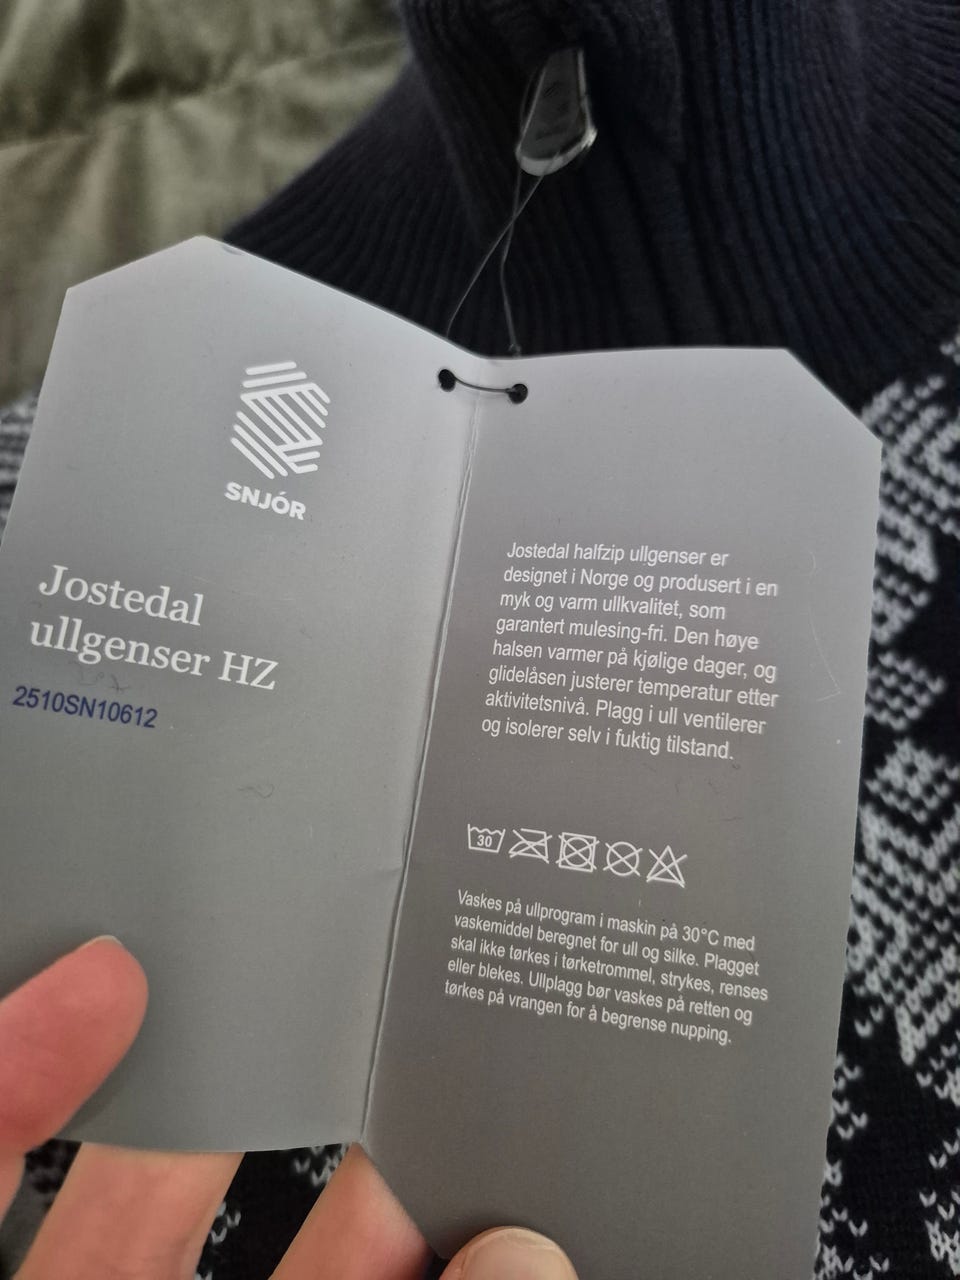 SNJÓR
Jostedal
ullgenser HZ
2510SN10612
Jostedal halfzip ullgenser er
designet i Norge og produsert i en
myk og varm ullkvalitet, som
garantert mulesing-fri. Den høye
halsen varmer på kjølige dager, og
glidelåsen justerer temperatur etter
aktivitetsnivå. Plagg i ull ventilerer
og isolerer selv i fuktig tilstand.
30
Vaskes på ullprogram i maskin på 30°C med
vaskemiddel beregnet for ull og silke. Plagget
skal ikke tørkes i tørketrommel, strykes, renses
eller blekes. Ullplagg bør vaskes på retten og
tørkes på vrangen for å begrense nupping.